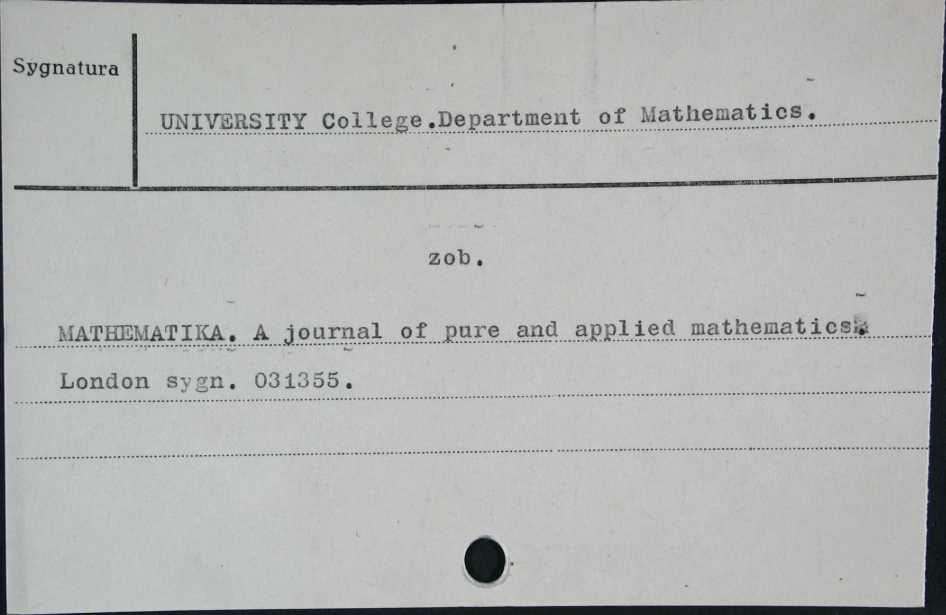 Sygnatura
UNIVERSITY College.Department of Mathematics.
zob.
MATHEMATIKA. A journal of pure and applied mathematics.
London sygn. 031355.